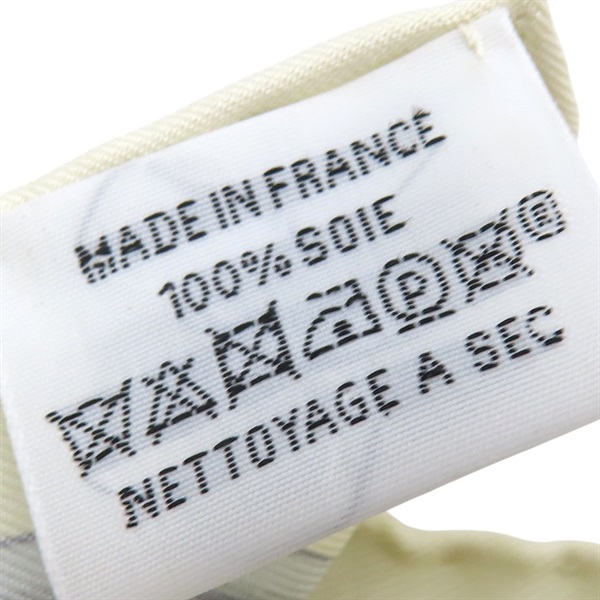 MADE IN FRANCE
100% SOIE
P ®
NETTOYAGE A SEC